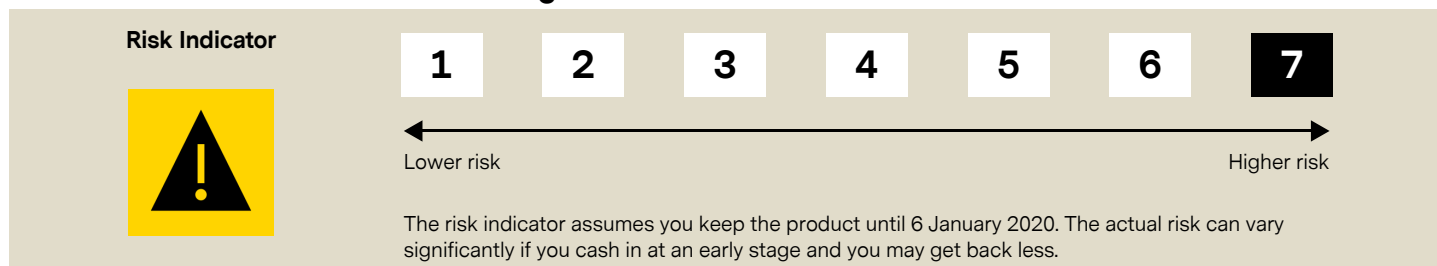 Risk Indicator
1 2 3 4 5 6 7
!
Lower risk Higher risk
The risk indicator assumes you keep the product until 6 January 2020. The actual risk can vary
significantly if you cash in at an early stage and you may get back less.